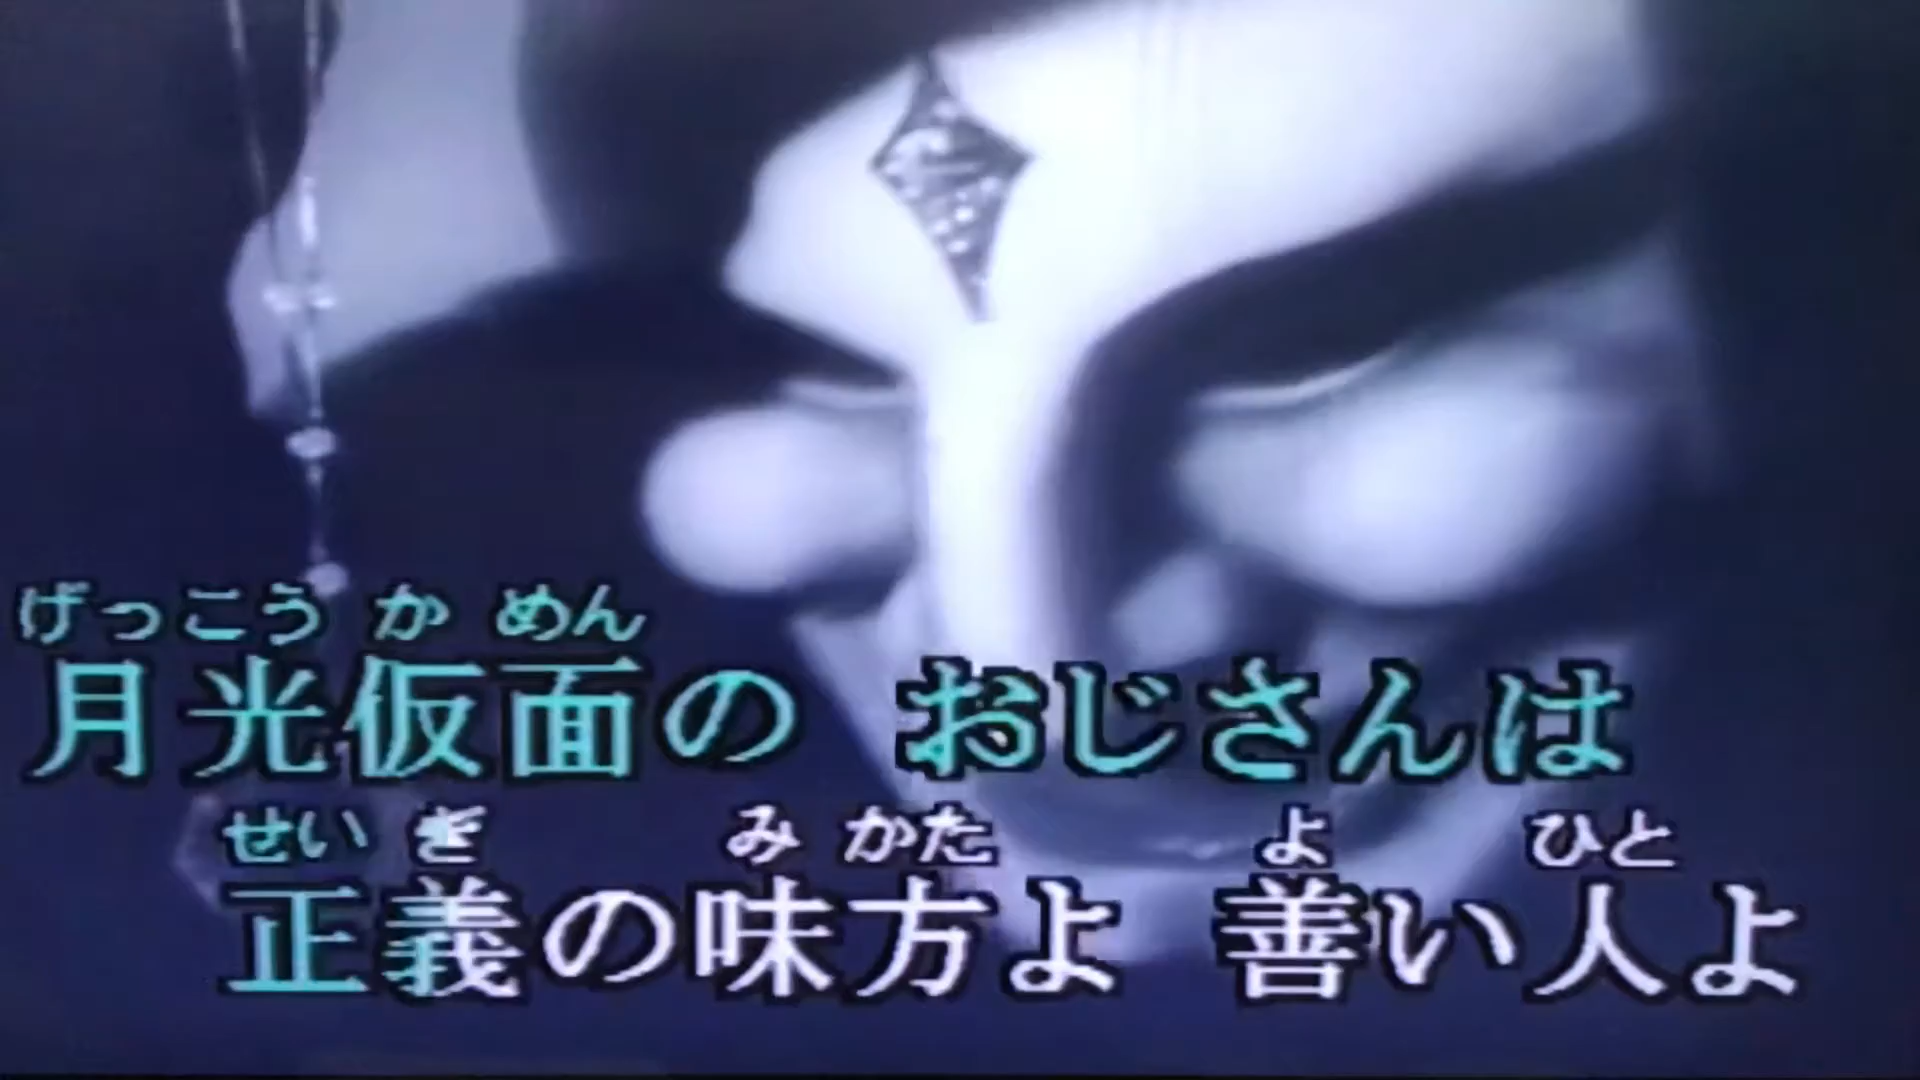 げっこう か めん
月光仮面の おじさんは
せい ぎ み かた よ ひと
正義の味方よ 善い人よ